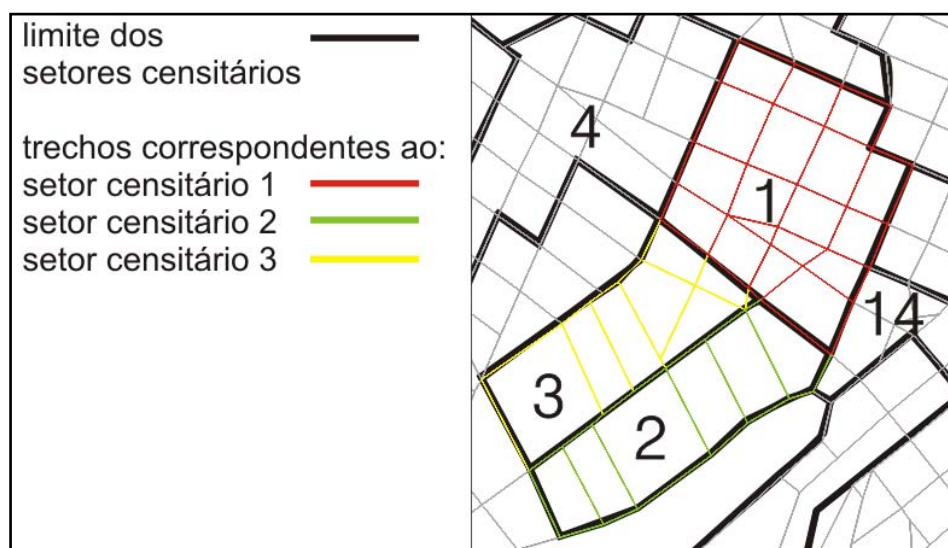 limite dos
setores censitários
trechos correspondentes ao:
setor censitário 1
setor censitário 2
setor censitário 3
4
1
14
3
2